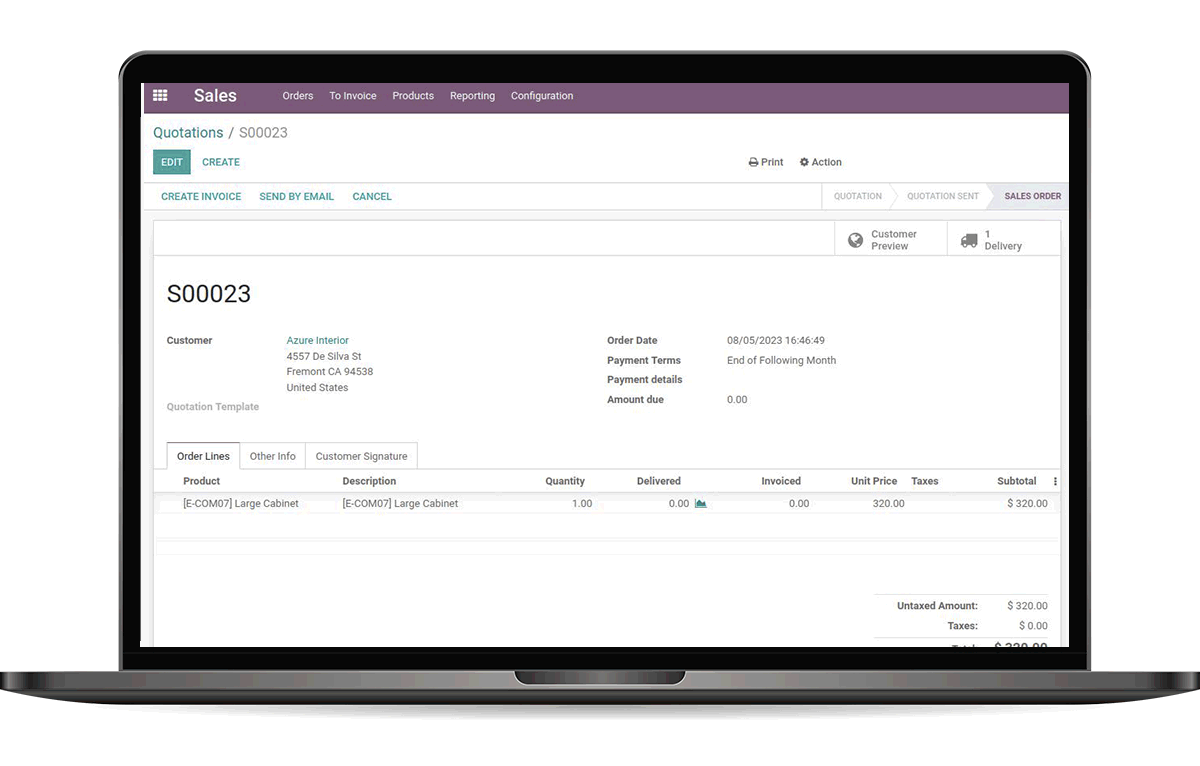 Sales Orders To Invoice Products Reporting Configuration
Quotations / S00023
EDIT CREATE Print Action
CREATE INVOICE SEND BY EMAIL CANCEL QUOTATION QUOTATION SENT SALES ORDER
Customer Preview 1 Delivery
S00023
Customer Azure Interior Order Date 08/05/2023 16:46:49
4557 De Silva St Payment Terms End of Following Month
Fremont CA 94538 Payment details
United States Amount due 0.00
Quotation Template
Order Lines Other Info Customer Signature
Product Description Quantity Delivered Invoiced Unit Price Taxes Subtotal
[E-COM07] Large Cabinet [E-COM07] Large Cabinet 1.00 0.00 0.00 320.00 $ 320.00
Untaxed Amount: $ 320.00
Taxes: $ 0.00
$ 320.00